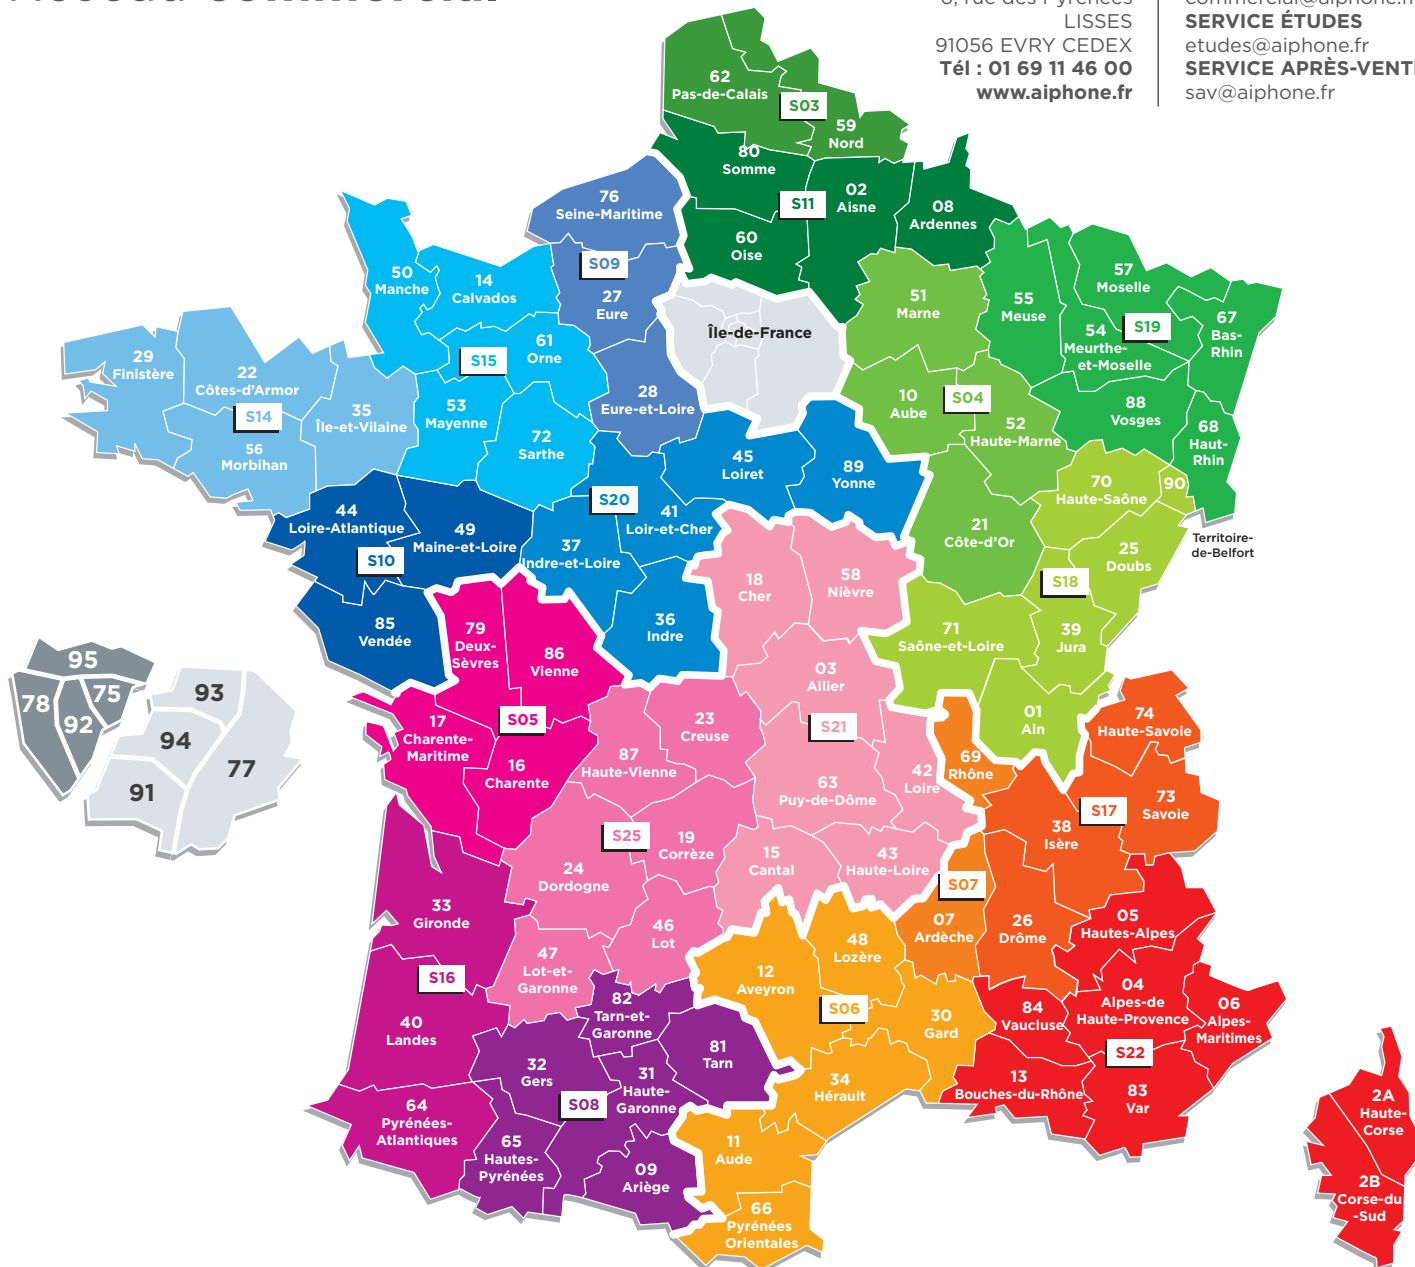 Réseau commercial
6, rue des Pyrénées
LISSES
91056 EVRY CEDEX
Tél : 01 69 11 46 00
www.aiphone.fr
commercial@aiphone.fr
SERVICE ÉTUDES
etudes@aiphone.fr
SERVICE APRÈS-VENT
sav@aiphone.fr
62
Pas-de-Calais
S03
59
Nord
80
Somme
S11
02
Aisne
08
Ardennes
60
Oise
76
Seine-Maritime
S09
27
Eure
28
Eure-et-Loire
50
Manche
14
Calvados
61
Orne
S15
53
Mayenne
72
Sarthe
29
Finistère
22
Côtes-d'Armor
S14
35
Île-et-Vilaine
56
Morbihan
Île-de-France
51
Marne
10
Aube
S04
52
Haute-Marne
21
Côte-d'Or
55
Meuse
57
Moselle
54
Meurthe-
et-Moselle
S19
67
Bas-
Rhin
88
Vosges
68
Haut-
Rhin
70
Haute-Saône
90
Territoire-
de-Belfort
25
Doubs
S18
39
Jura
71
Saône-et-Loire
01
Ain
44
Loire-Atlantique
49
Maine-et-Loire
S10
85
Vendée
45
Loiret
89
Yonne
S20
41
Loir-et-Cher
37
Indre-et-Loire
36
Indre
18
Cher
58
Nièvre
03
Allier
S21
63
Puy-de-Dôme
42
Loire
15
Cantal
43
Haute-Loire
79
Deux-
Sèvres
86
Vienne
S05
17
Charente-
Maritime
16
Charente
23
Creuse
87
Haute-Vienne
S25
19
Corrèze
24
Dordogne
46
Lot
47
Lot-et-
Garonne
69
Rhône
S07
07
Ardèche
74
Haute-Savoie
S17
73
Savoie
38
Isère
26
Drôme
33
Gironde
S16
40
Landes
64
Pyrénées-
Atlantiques
82
Tarn-et-
Garonne
81
Tarn
32
Gers
31
Haute-
Garonne
S08
65
Hautes-
Pyrénées
09
Ariège
12
Aveyron
48
Lozère
S06
30
Gard
34
Hérault
11
Aude
66
Pyrénées
Orientales
05
Hautes-Alpes
04
Alpes-de
Haute-Provence
06
Alpes-
Maritimes
84
Vaucluse
S22
13
Bouches-du-Rhône
83
Var
2A
Haute-
Corse
2B
Corse-du
-Sud
95
78
75
92
93
94
77
91